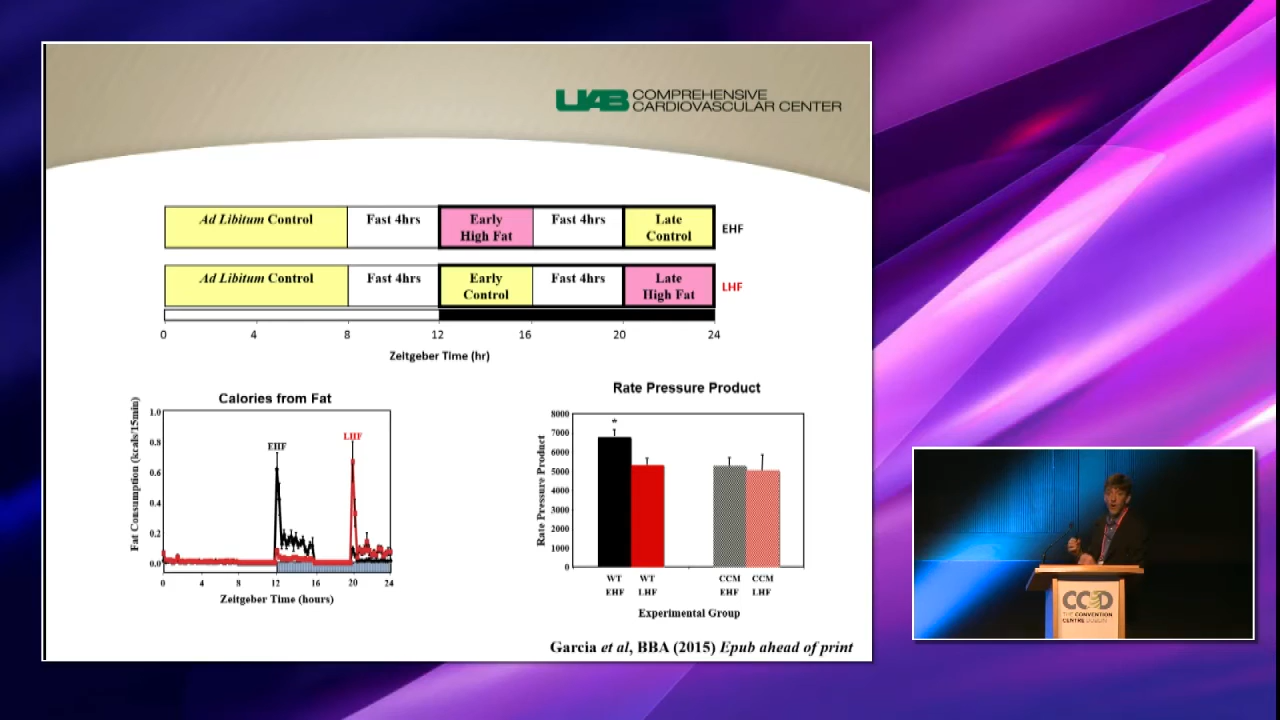 UAB COMPREHENSIVE
CARDIOVASCULAR CENTER
Ad Libitum Control
Fast 4hrs
Early
High Fat
Fast 4hrs
Late
Control
EHF
Ad Libitum Control
Fast 4hrs
Early
Control
Fast 4hrs
Late
High Fat
LHF
0 4 8 12 16 20 24
Zeitgeber Time (hr)
Calories from Fat
Fat Consumption (kcals/15min)
1.0
0.8
0.6
0.4
0.2
0.0
EHF
LHF
0 4 8 12 16 20 24
Zeitgeber Time (hours)
Rate Pressure Product
Rate Pressure Product
8000
7000
6000
5000
4000
3000
2000
1000
0
*
WT WT CCM CCM
EHF LHF EHF LHF
Experimental Group
Garcia et al, BBA (2015) Epub ahead of print
CCD
THE CONVENTION
CENTRE DUBLIN